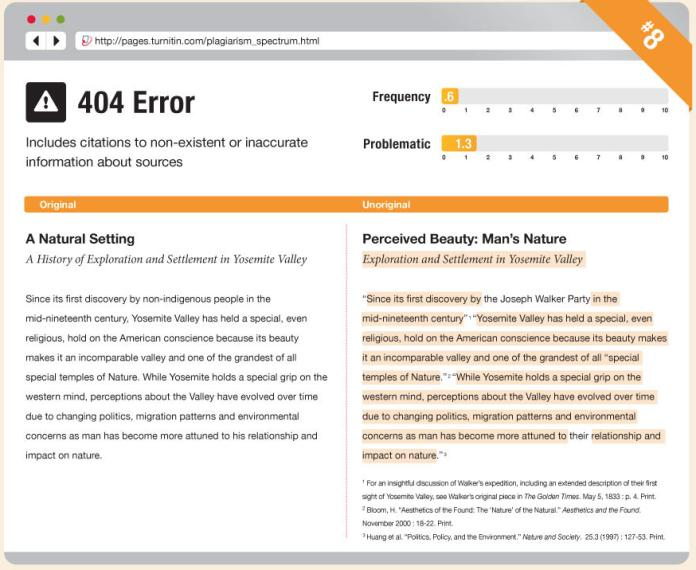 #8
http://pages.turnitin.com/plagiarism_spectrum.html
404 Error
Includes citations to non-existent or inaccurate
information about sources
Frequency .6
0 1 2 3 4 5 6 7 8 9 10
Problematic 1.3
0 1 2 3 4 5 6 7 8 9 10
Original
Unoriginal
A Natural Setting
A History of Exploration and Settlement in Yosemite Valley
Since its first discovery by non-indigenous people in the
mid-nineteenth century, Yosemite Valley has held a special, even
religious, hold on the American conscience because its beauty
makes it an incomparable valley and one of the grandest of all
special temples of Nature. While Yosemite holds a special grip on the
western mind, perceptions about the Valley have evolved over time
due to changing politics, migration patterns and environmental
concerns as man has become more attuned to his relationship and
impact on nature.
Perceived Beauty: Man's Nature
Exploration and Settlement in Yosemite Valley
“Since its first discovery by the Joseph Walker Party in the
mid-nineteenth century”¹ “Yosemite Valley has held a special, even
religious, hold on the American conscience because its beauty makes
it an incomparable valley and one of the grandest of all “special
temples of Nature.”² “While Yosemite holds a special grip on the
western mind, perceptions about the Valley have evolved over time
due to changing politics, migration patterns and environmental
concerns as man has become more attuned to their relationship and
impact on nature.”³
¹ For an insightful discussion of Walker's expedition, including an extended description of their first
sight of Yosemite Valley, see Walker's original piece in The Golden Times. May 5, 1833 : p. 4. Print.
² Bloom, H. “Aesthetics of the Found: The 'Nature' of the Natural.” Aesthetics and the Found.
November 2000 : 18-22. Print.
³ Huang et al. “Politics, Policy, and the Environment.” Nature and Society. 25.3 (1997) : 127-53. Print.